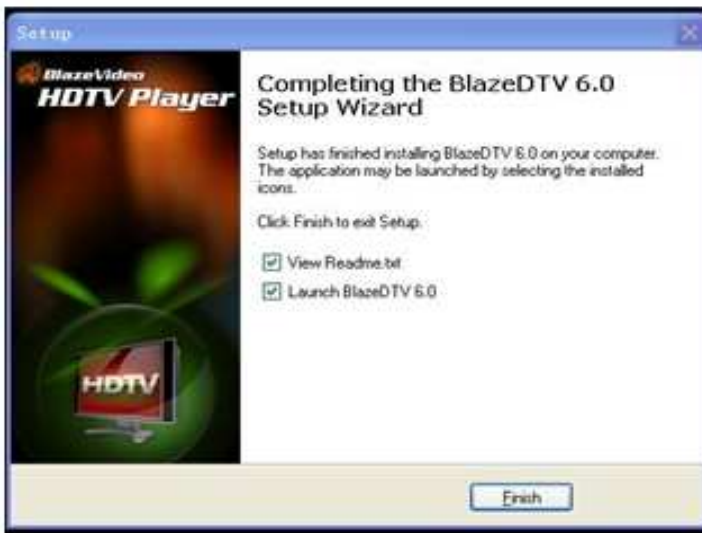 Setup
BlazeVideo
HDTV Player
Completing the BlazeDTV 6.0
Setup Wizard
Setup has finished installing BlazeDTV 6.0 on your computer.
The application may be launched by selecting the installed
icons.
Click Finish to exit Setup.
View Readme.txt
Launch BlazeDTV 6.0
HDTV
Finish